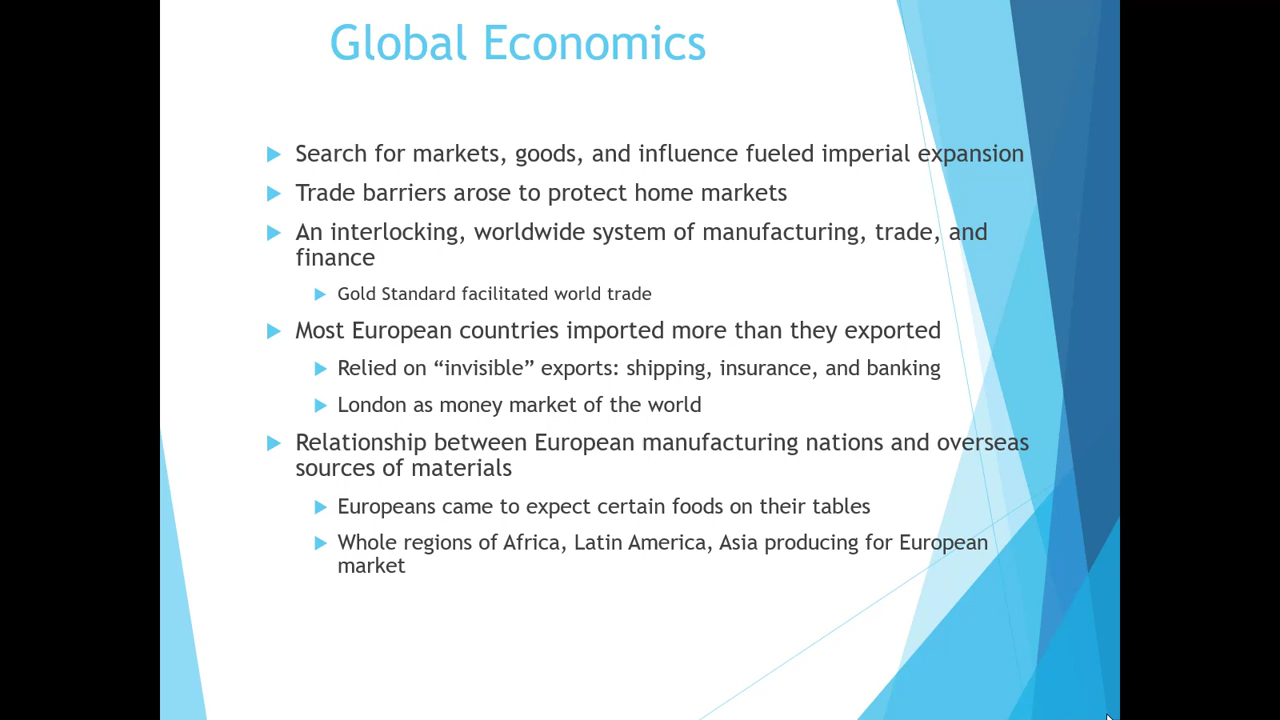 Global Economics
Search for markets, goods, and influence fueled imperial expansion
Trade barriers arose to protect home markets
An interlocking, worldwide system of manufacturing, trade, and
finance
Gold Standard facilitated world trade
Most European countries imported more than they exported
Relied on “invisible” exports: shipping, insurance, and banking
London as money market of the world
Relationship between European manufacturing nations and overseas
sources of materials
Europeans came to expect certain foods on their tables
Whole regions of Africa, Latin America, Asia producing for European
market